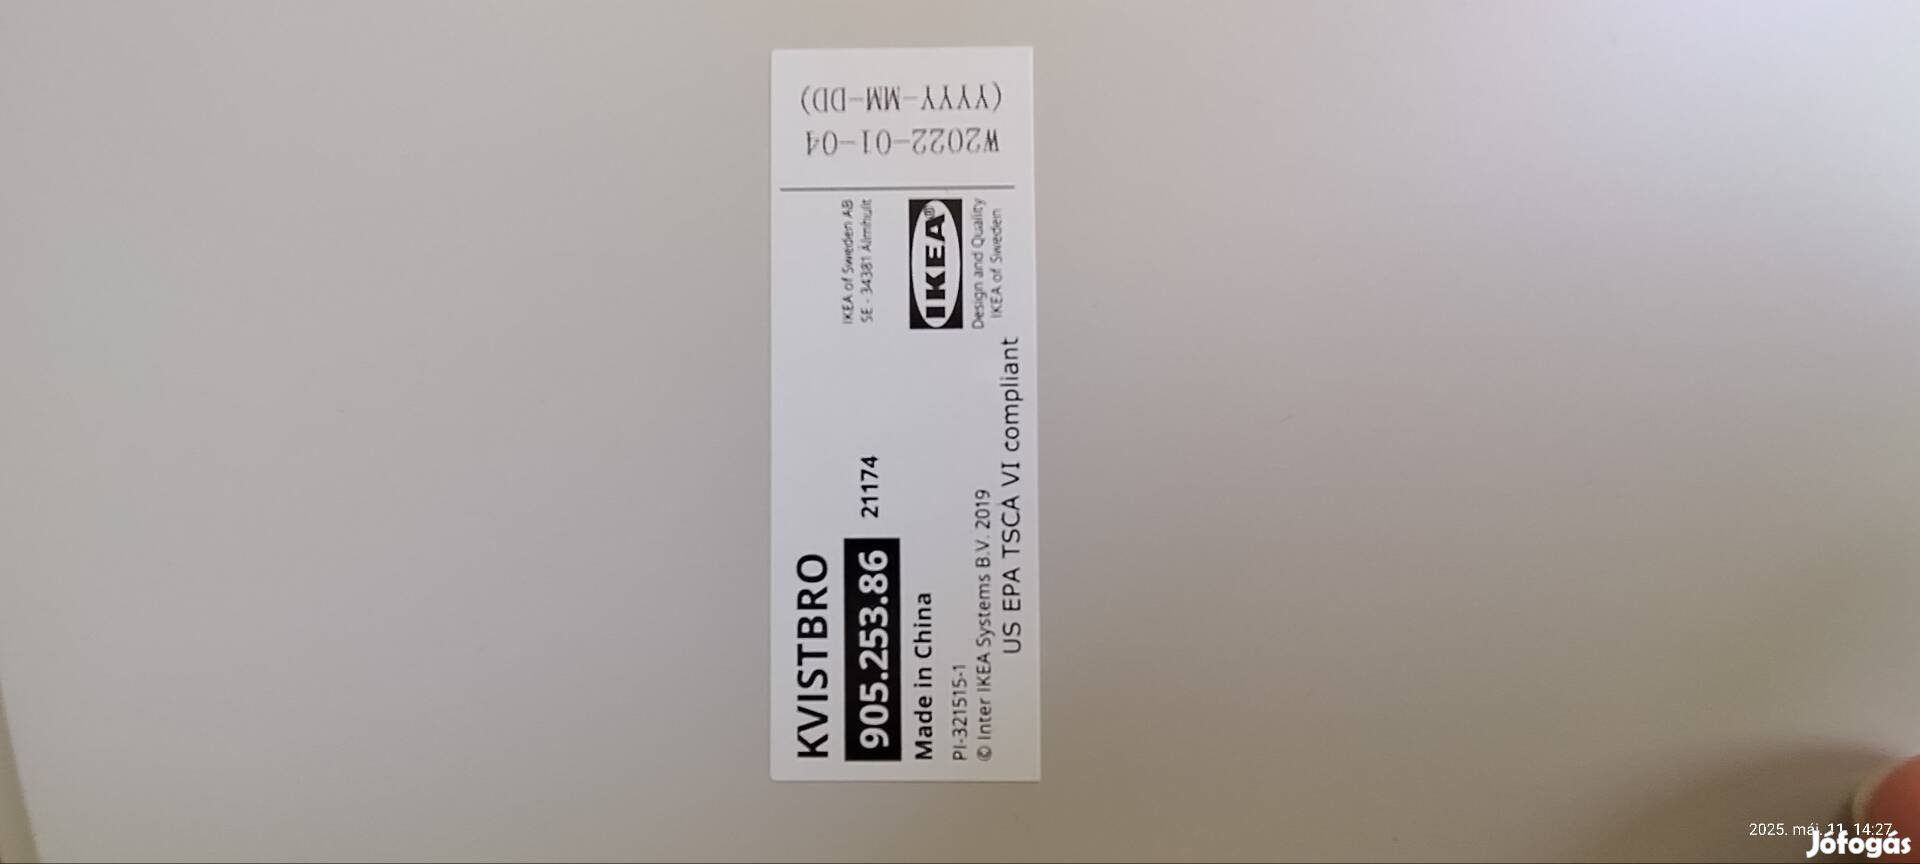 KVISTBRO
905.253.86 21174
Made in China
PI-321515-1
© Inter IKEA Systems B.V. 2019
US EPA TSCA VI compliant
IKEA of Sweden AB
SE - 34381 Älmhult
IKEA®
Design and Quality
IKEA of Sweden
W2022-01-04
(YYYY-MM-DD)
2025. máj. 11. 14:27
Jófogás